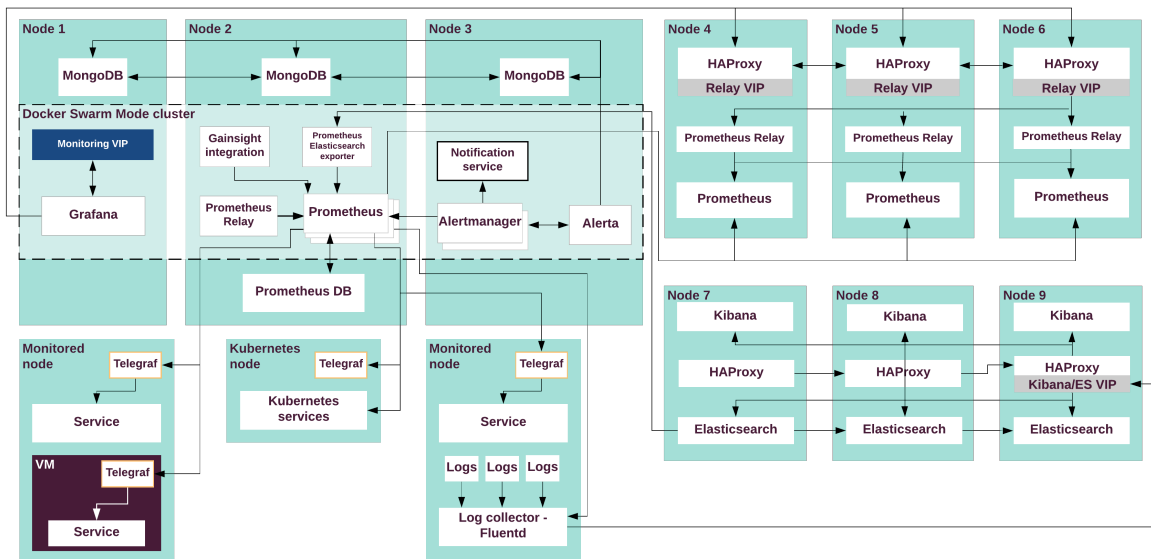 Node 1
MongoDB
Node 2
MongoDB
Node 3
MongoDB
Docker Swarm Mode cluster
Monitoring VIP
Grafana
Gainsight
integration
Prometheus
Elasticsearch
exporter
Prometheus
Relay
Prometheus
Notification
service
Alertmanager
Alerta
Prometheus DB
Node 4
HAProxy
Relay VIP
Prometheus Relay
Prometheus
Node 5
HAProxy
Relay VIP
Prometheus Relay
Prometheus
Node 6
HAProxy
Relay VIP
Prometheus Relay
Prometheus
Monitored
node
Telegraf
Service
VM
Telegraf
Service
Kubernetes
node
Telegraf
Kubernetes
services
Monitored
node
Telegraf
Service
Logs
Logs
Logs
Log collector -
Fluentd
Node 7
Kibana
HAProxy
Elasticsearch
Node 8
Kibana
HAProxy
Elasticsearch
Node 9
Kibana
HAProxy
Kibana/ES VIP
Elasticsearch